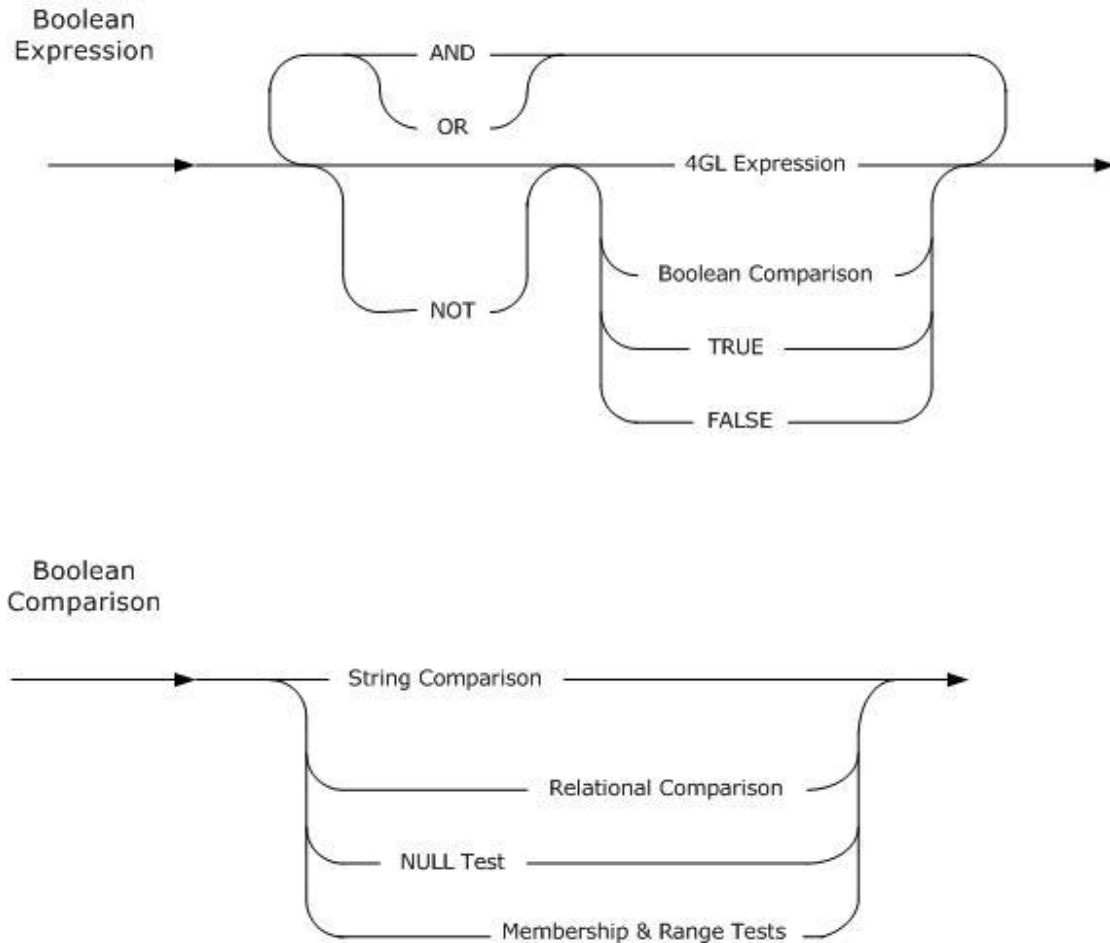 Boolean
Expression
AND
OR
4GL Expression
Boolean Comparison
NOT
TRUE
FALSE
Boolean
Comparison
String Comparison
Relational Comparison
NULL Test
Membership & Range Tests